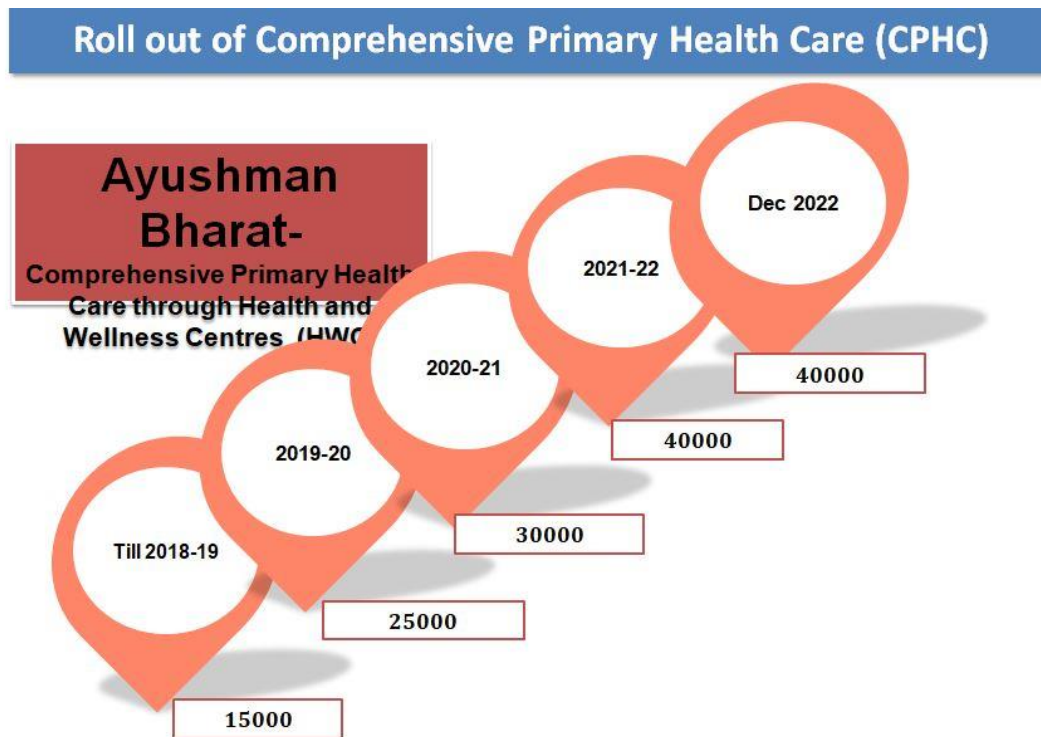 Roll out of Comprehensive Primary Health Care (CPHC)
Ayushman
Bharat-
Comprehensive Primary Health
Care through Health and
Wellness Centres (HWC
Dec 2022
40000
2021-22
40000
2020-21
30000
2019-20
25000
Till 2018-19
15000